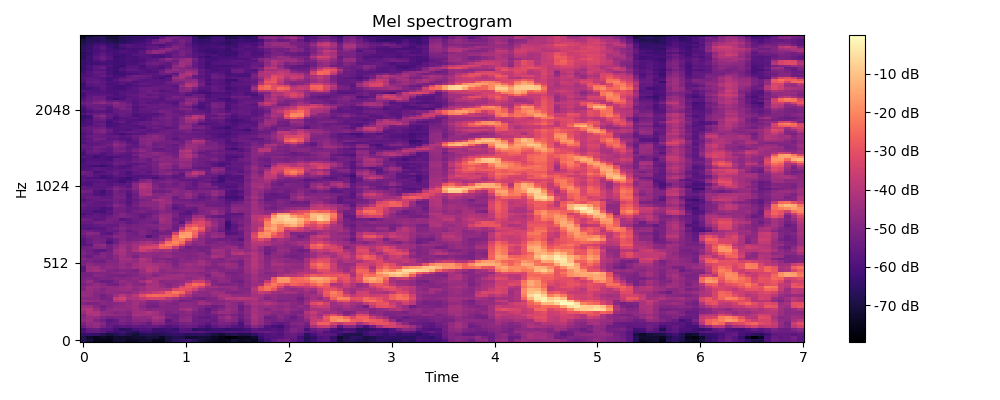 Mel spectrogram
Hz
2048
1024
512
0
0 1 2 3 4 5 6 7
Time
-10 dB
-20 dB
-30 dB
-40 dB
-50 dB
-60 dB
-70 dB